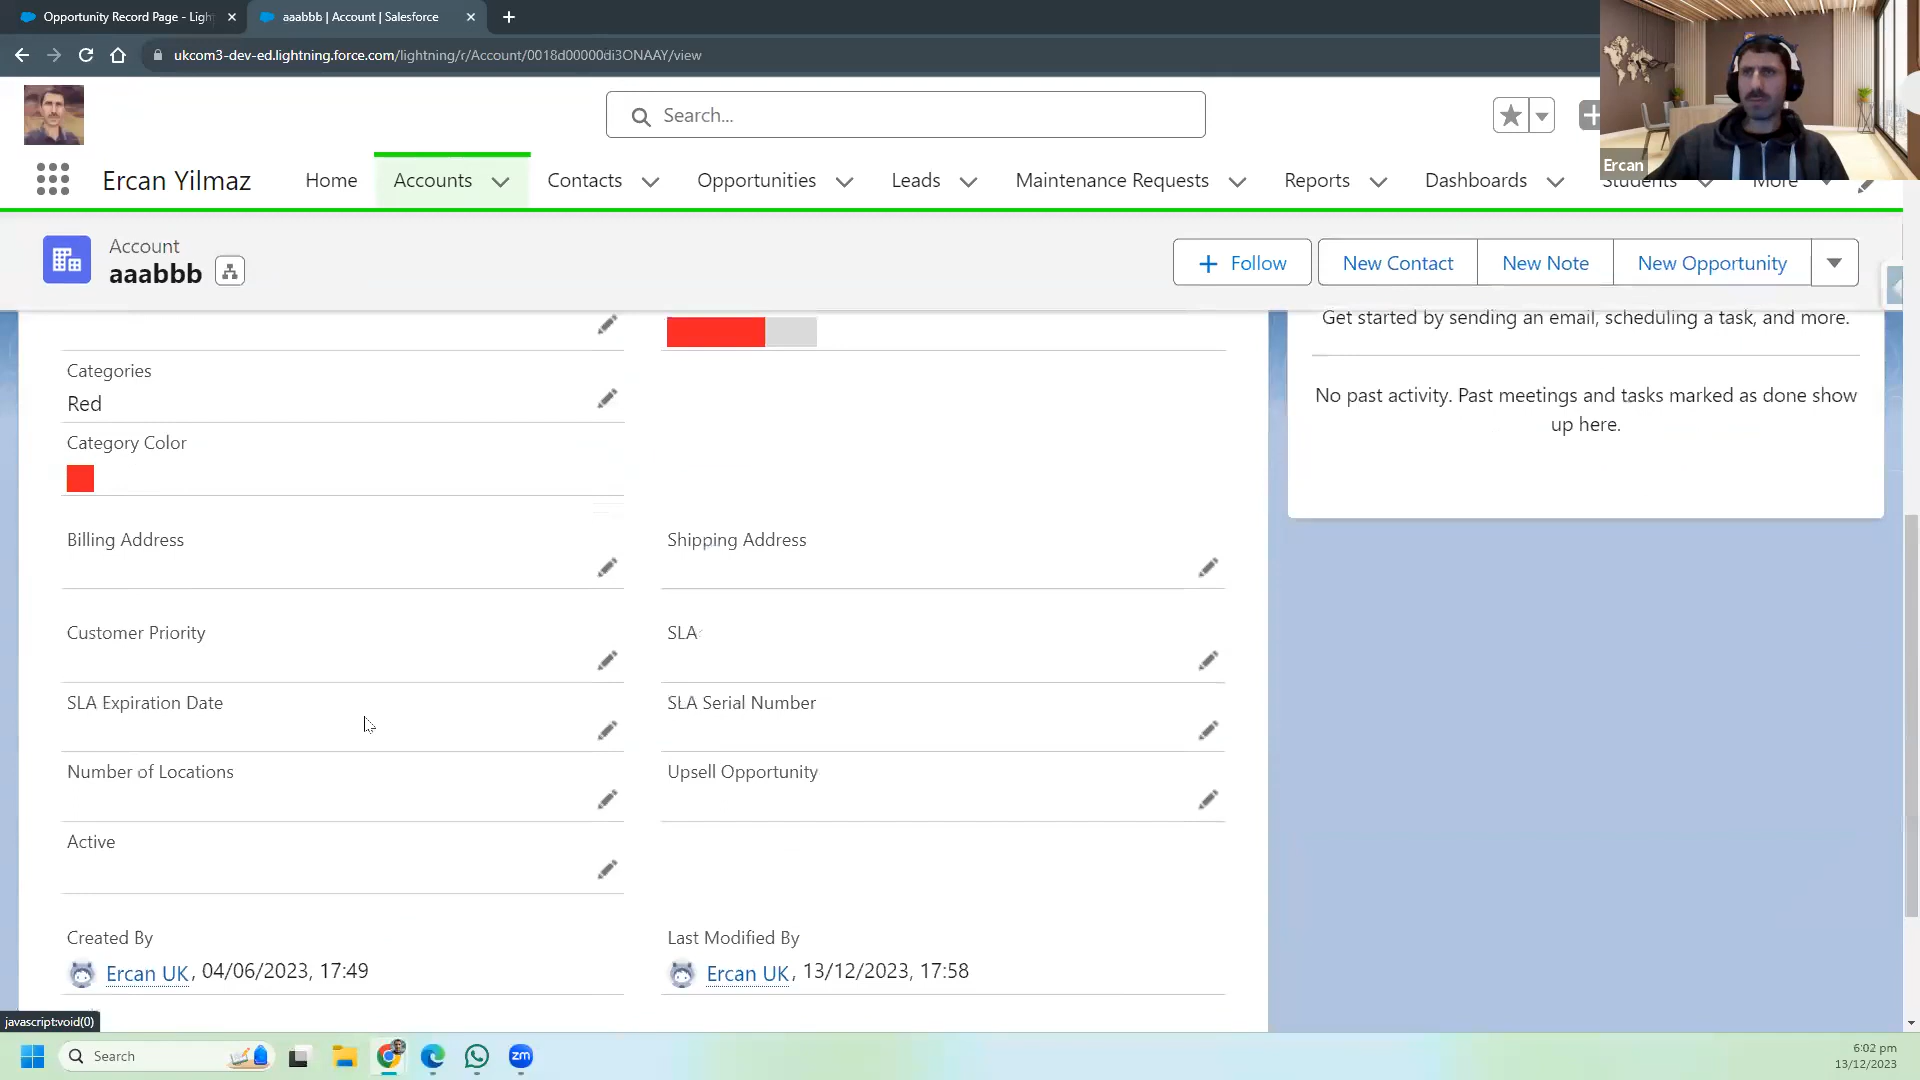 Opportunity Record Page - Ligh
aaabbb | Account | Salesforce
ukcom3-dev-ed.lightning.force.com/lightning/r/Account/0018d00000di3ONAAY/view
Search...
Ercan
Ercan Yilmaz
Home
Accounts
Contacts
Opportunities
Leads
Maintenance Requests
Reports
Dashboards
Students
More
Account
aaabbb
Follow
New Contact
New Note
New Opportunity
Get started by sending an email, scheduling a task, and more.
No past activity. Past meetings and tasks marked as done show
up here.
Categories
Red
Category Color
Billing Address
Shipping Address
Customer Priority
SLA
SLA Expiration Date
SLA Serial Number
Number of Locations
Upsell Opportunity
Active
Created By
Ercan UK, 04/06/2023, 17:49
Last Modified By
Ercan UK, 13/12/2023, 17:58
javascript:void(0)
Search
zm
6:02 pm
13/12/2023